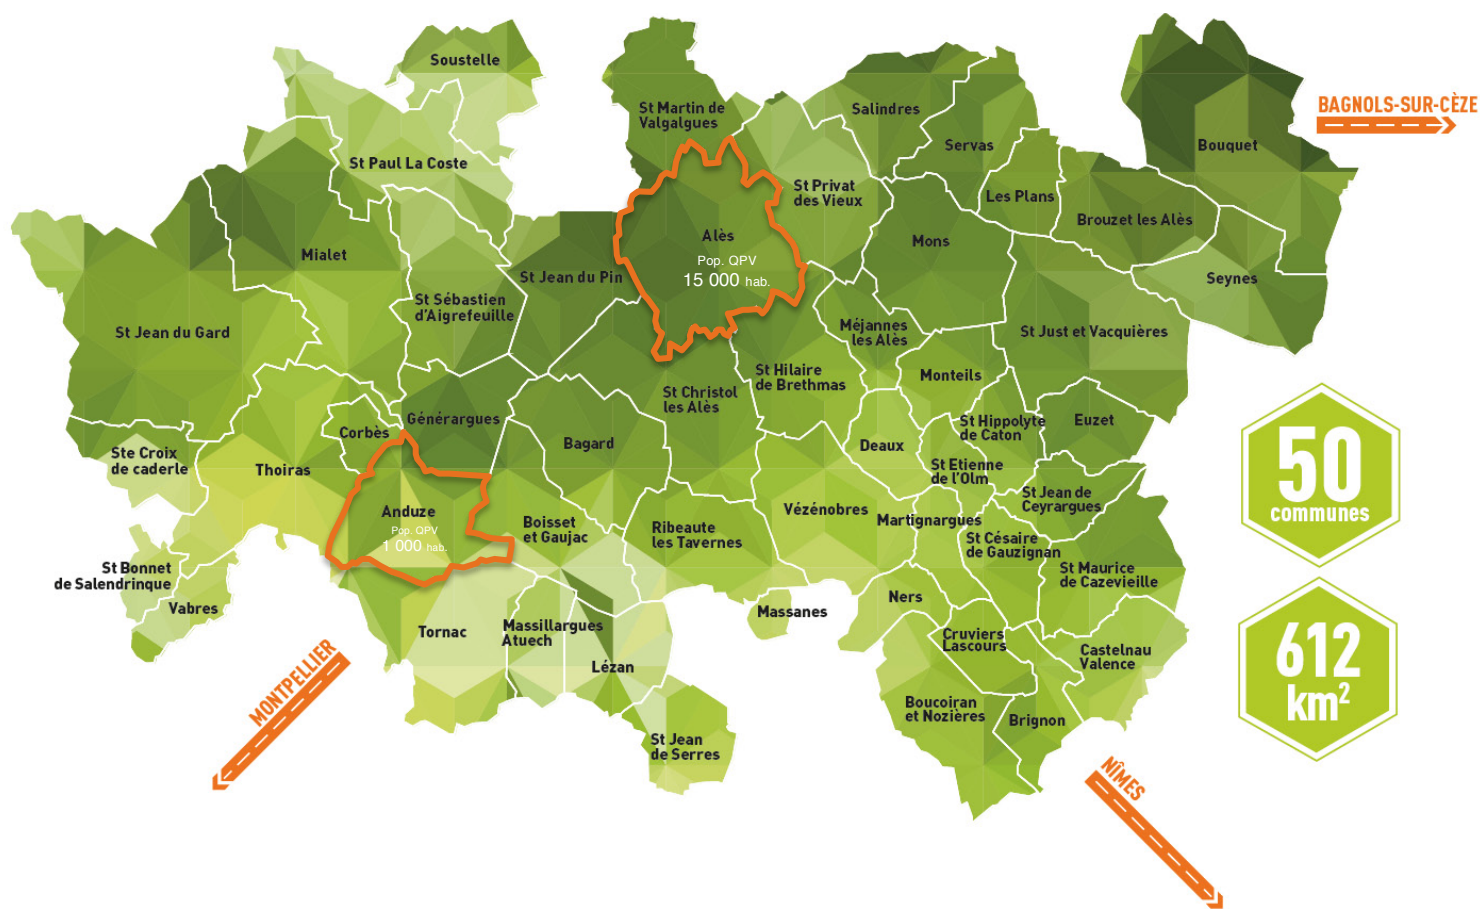 Soustelle
BAGNOLS-SUR-CÈZE
St Martin de
Valgalgues
Salindres
Servas
Bouquet
St Paul La Coste
St Privat
des Vieux
Les Plans
Brouzet les Alès
Alès
Pop. QPV
15 000 hab.
Mons
Mialet
St Jean du Pin
Seynes
St Sébastien
d'Aigrefeuille
St Jean du Gard
Méjannes
les Alès
St Just et Vacquières
St Hilaire
de Brethmas
Monteils
St Christol
les Alès
Générargues
Corbès
Bagard
Deaux
St Hippolyte
de Caton
Euzet
Ste Croix
de caderle
Thoiras
St Etienne
de l'Olm
50
communes
St Jean de
Ceyrargues
Anduze
Pop. QPV
1 000 hab.
Boisset
et Gaujac
Ribeaute
les Tavernes
Vézénobres
Martignargues
St Césaire
de Gauzignan
St Bonnet
de Salendrinque
St Maurice
de Cazevieille
Vabres
Massanes
Ners
Tornac
Massillargues
Atuech
Lézan
Cruviers
Lascours
Castelnau
Valence
612
km²
MONTPELLIER
Boucoiran
et Nozières
Brignon
St Jean
de Serres
NÎMES